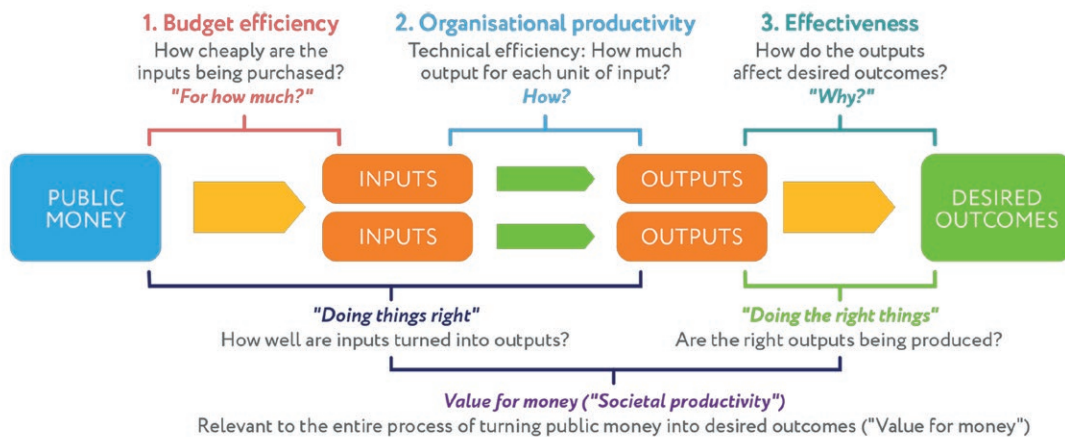 1. Budget efficiency
How cheaply are the
inputs being purchased?
"For how much?"
2. Organisational productivity
Technical efficiency: How much
output for each unit of input?
How?
3. Effectiveness
How do the outputs
affect desired outcomes?
"Why?"
PUBLIC
MONEY
INPUTS
INPUTS
OUTPUTS
OUTPUTS
DESIRED
OUTCOMES
"Doing things right"
How well are inputs turned into outputs?
"Doing the right things"
Are the right outputs being produced?
Value for money ("Societal productivity")
Relevant to the entire process of turning public money into desired outcomes ("Value for money")